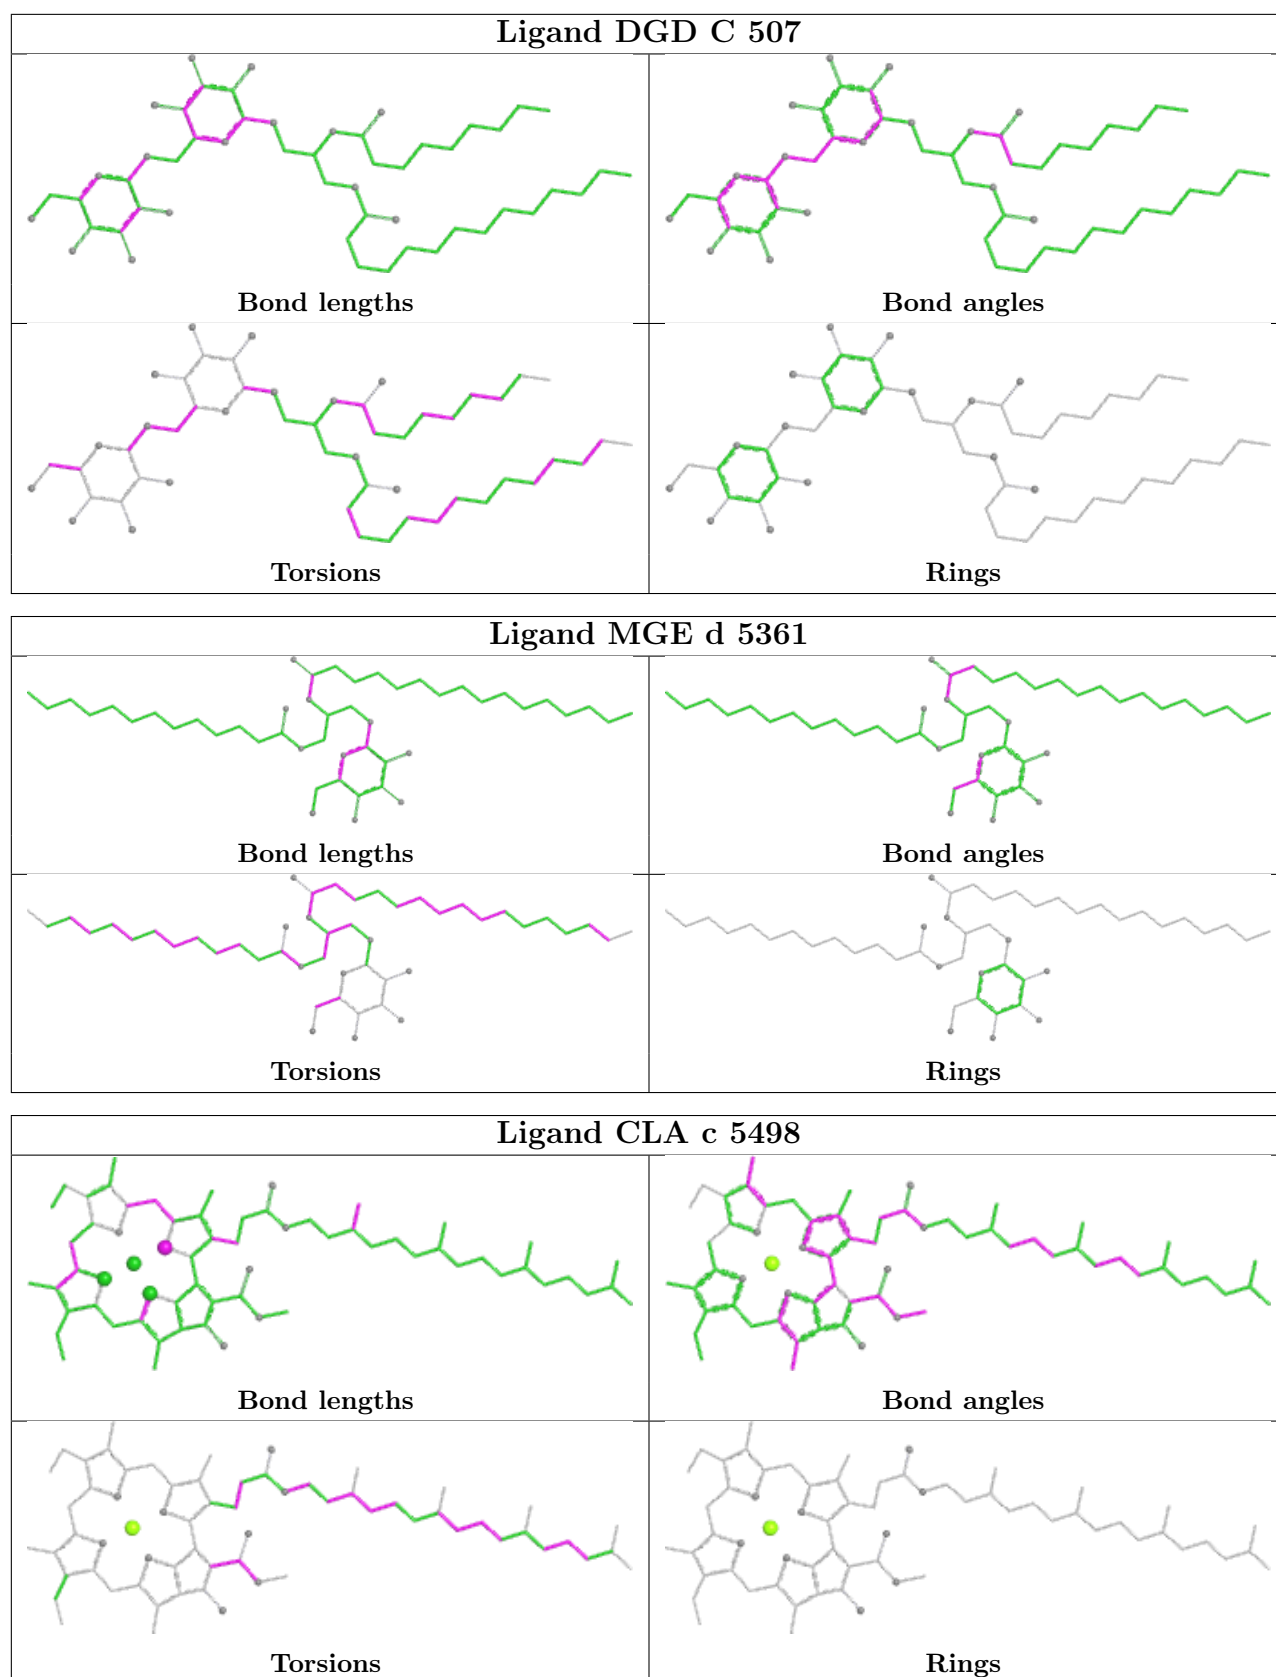 Ligand DGD C 507
Bond lengths
Bond angles
Torsions
Rings
Ligand MGE d 5361
Bond lengths
Bond angles
Torsions
Rings
Ligand CLA c 5498
Bond lengths
Bond angles
Torsions
Rings